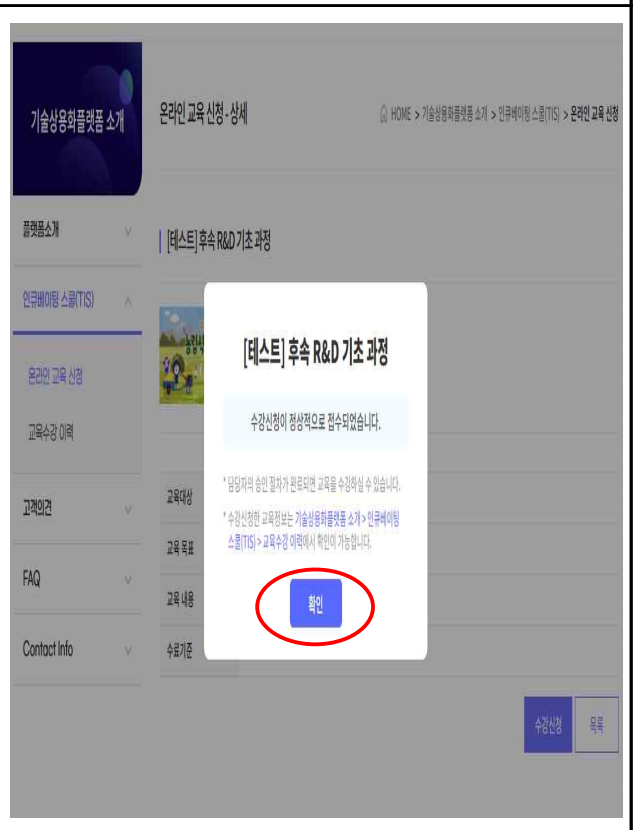 기술상용화플랫폼 소개
온라인 교육 신청 - 상세
HOME > 기술상용화플랫폼 소개 > 인큐베이팅 스쿨(TIS) > 온라인 교육 신청
플랫폼소개
인큐베이팅 스쿨(TIS)
온라인 교육 신청
교육수강 이력
고객의견
FAQ
Contact Info
[테스트] 후속 R&D 기초 과정
[테스트] 후속 R&D 기초 과정
수강신청이 정상적으로 접수되었습니다.
* 담당자의 승인 절차가 완료되면 교육을 수강하실 수 있습니다.
* 수강신청한 교육정보는 기술상용화플랫폼 소개 > 인큐베이팅
스쿨(TIS) > 교육수강 이력에서 확인이 가능합니다.
확인
교육대상
교육 목표
교육 내용
수료기준
수강신청
목록